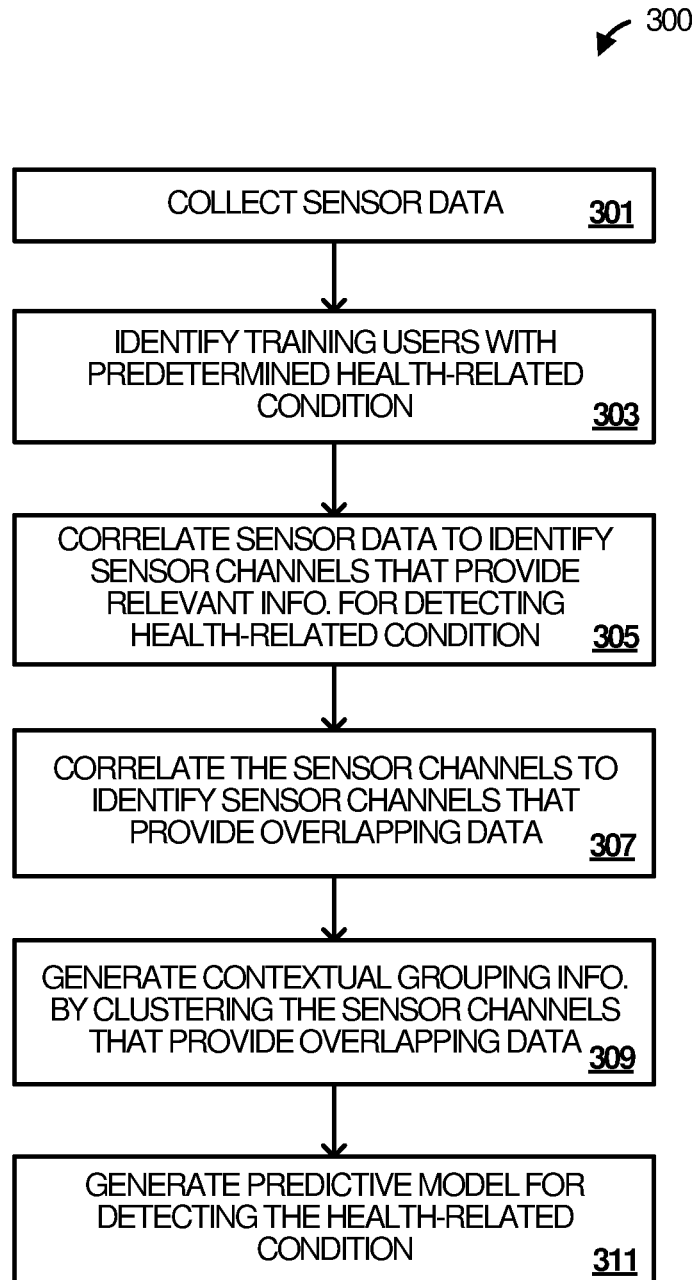 300
COLLECT SENSOR DATA
301
IDENTIFY TRAINING USERS WITH
PREDETERMINED HEALTH-RELATED
CONDITION
303
CORRELATE SENSOR DATA TO IDENTIFY
SENSOR CHANNELS THAT PROVIDE
RELEVANT INFO. FOR DETECTING
HEALTH-RELATED CONDITION
305
CORRELATE THE SENSOR CHANNELS TO
IDENTIFY SENSOR CHANNELS THAT
PROVIDE OVERLAPPING DATA
307
GENERATE CONTEXTUAL GROUPING INFO.
BY CLUSTERING THE SENSOR CHANNELS
THAT PROVIDE OVERLAPPING DATA
309
GENERATE PREDICTIVE MODEL FOR
DETECTING THE HEALTH-RELATED
CONDITION
311